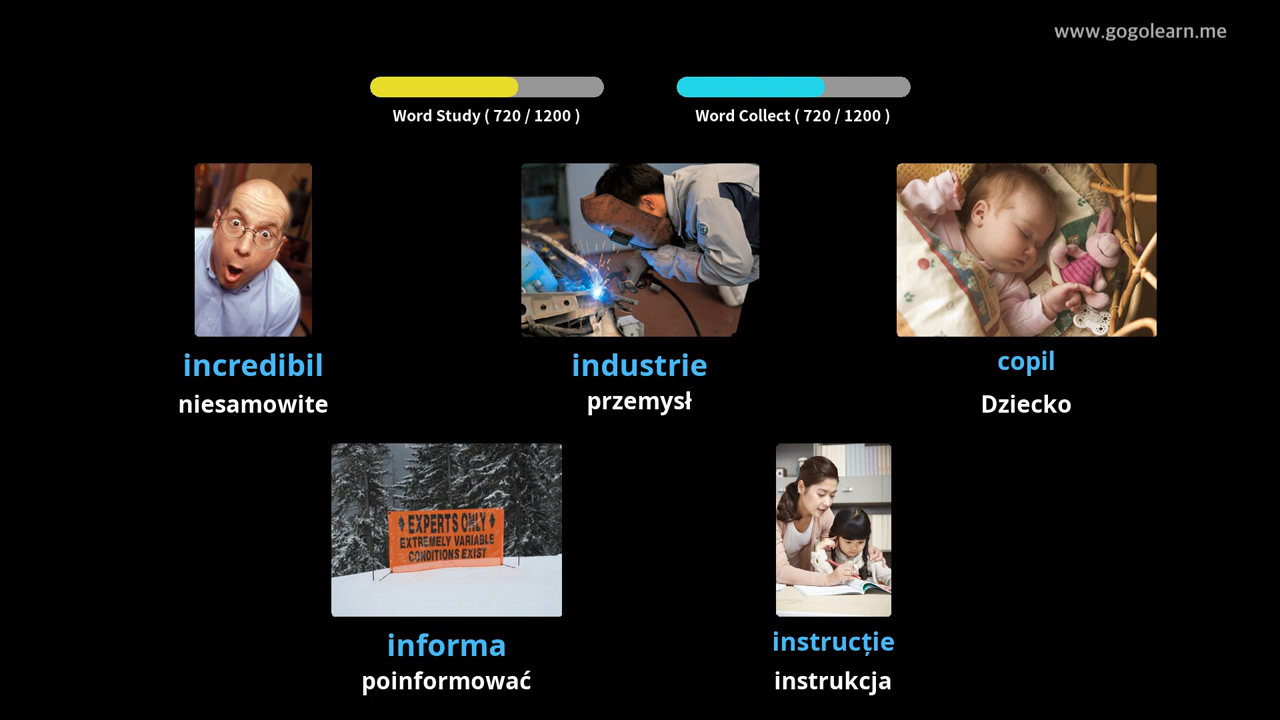 www.gogolearn.me
Word Study ( 720 / 1200 )
Word Collect ( 720 / 1200 )
incredibil
niesamowite
industrie
przemysł
copil
Dziecko
EXPERTS ONLY
EXTREMELY VARIABLE
CONDITIONS EXIST
informa
poinformować
instrucție
instrukcja